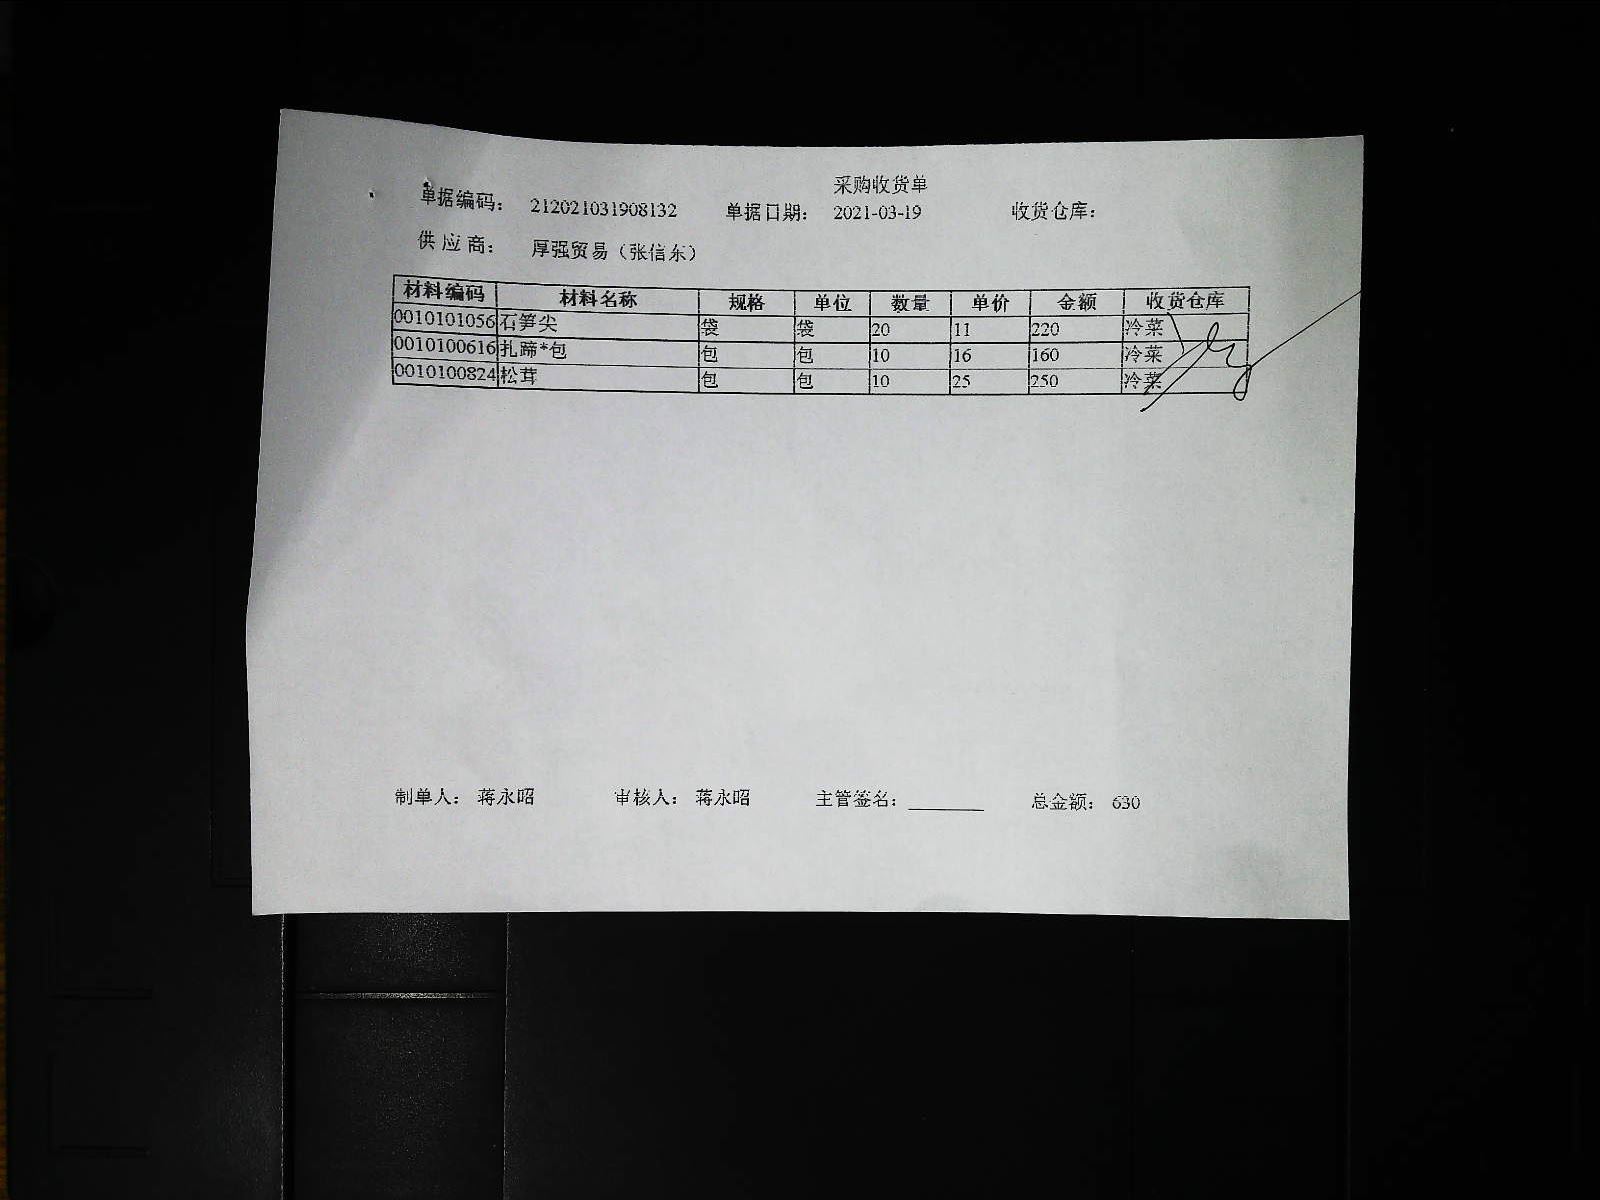 采购收货单
单据编码： 212021031908132 单据日期： 2021-03-19 收货仓库：
供应商： 厚强贸易（张信东）
材料编码 材料名称 规格 单位 数量 单价 金额 收货仓库
0010101056 石笋尖 袋 袋 20 11 220 冷菜
0010100616 扎蹄*包 包 包 10 16 160 冷菜
0010100824 松茸 包 包 10 25 250 冷菜
制单人： 蒋永昭 审核人： 蒋永昭 主管签名：________ 总金额： 630